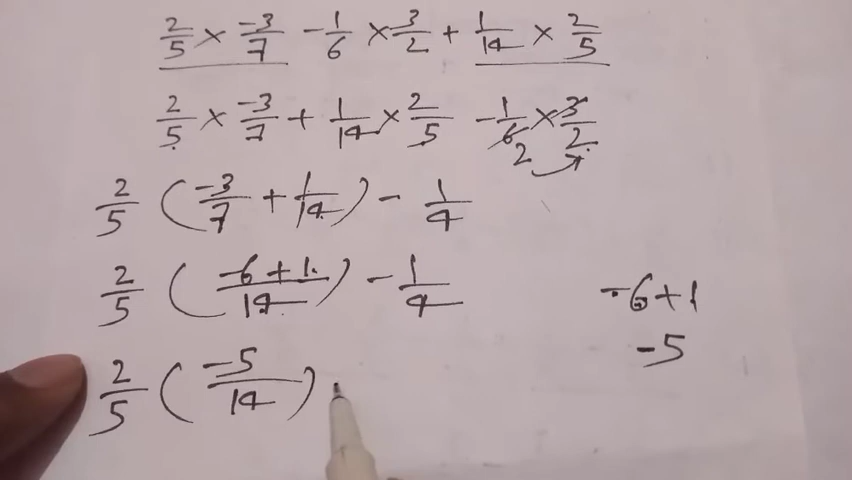 2/5 × -3/7 - 1/6 × 3/2 + 1/14 × 2/5
2/5 × -3/7 + 1/14 × 2/5 - 1/6 × 3/2
2
2/5 ( -3/7 + 1/14 ) - 1/4
2/5 ( -6 + 1/14 ) - 1/4
-6 + 1
-5
2/5 ( -5/14 )